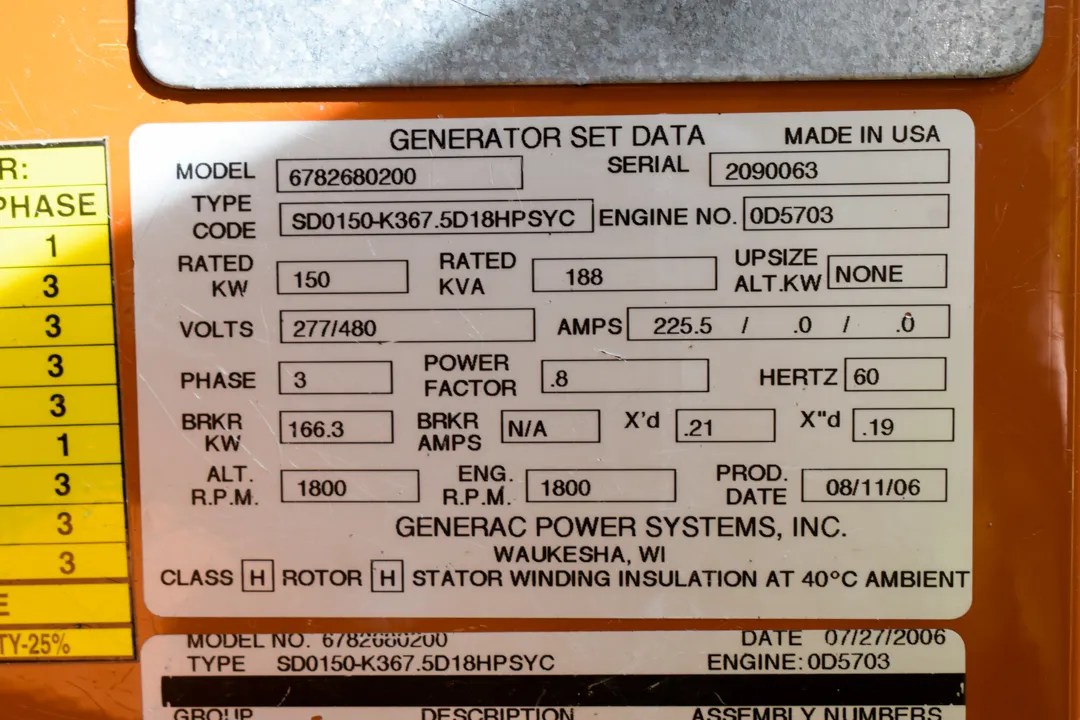 GENERATOR SET DATA MADE IN USA
MODEL 6782680200 SERIAL 2090063
TYPE CODE SD0150-K367.5D18HPSYC ENGINE NO. 0D5703
RATED KW 150 RATED KVA 188 UPSIZE ALT.KW NONE
VOLTS 277/480 AMPS 225.5 / .0 / .0
PHASE 3 POWER FACTOR .8 HERTZ 60
BRKR KW 166.3 BRKR AMPS N/A X'd .21 X"d .19
ALT. R.P.M. 1800 ENG. R.P.M. 1800 PROD. DATE 08/11/06
GENERAC POWER SYSTEMS, INC.
WAUKESHA, WI
CLASS H ROTOR H STATOR WINDING INSULATION AT 40°C AMBIENT
MODEL NO. 6782680200 DATE 07/27/2006
TYPE SD0150-K367.5D18HPSYC ENGINE: 0D5703
GROUP DESCRIPTION ASSEMBLY NUMBERS
R:
PHASE
1
3
3
3
3
1
3
3
3
E
TY-25%